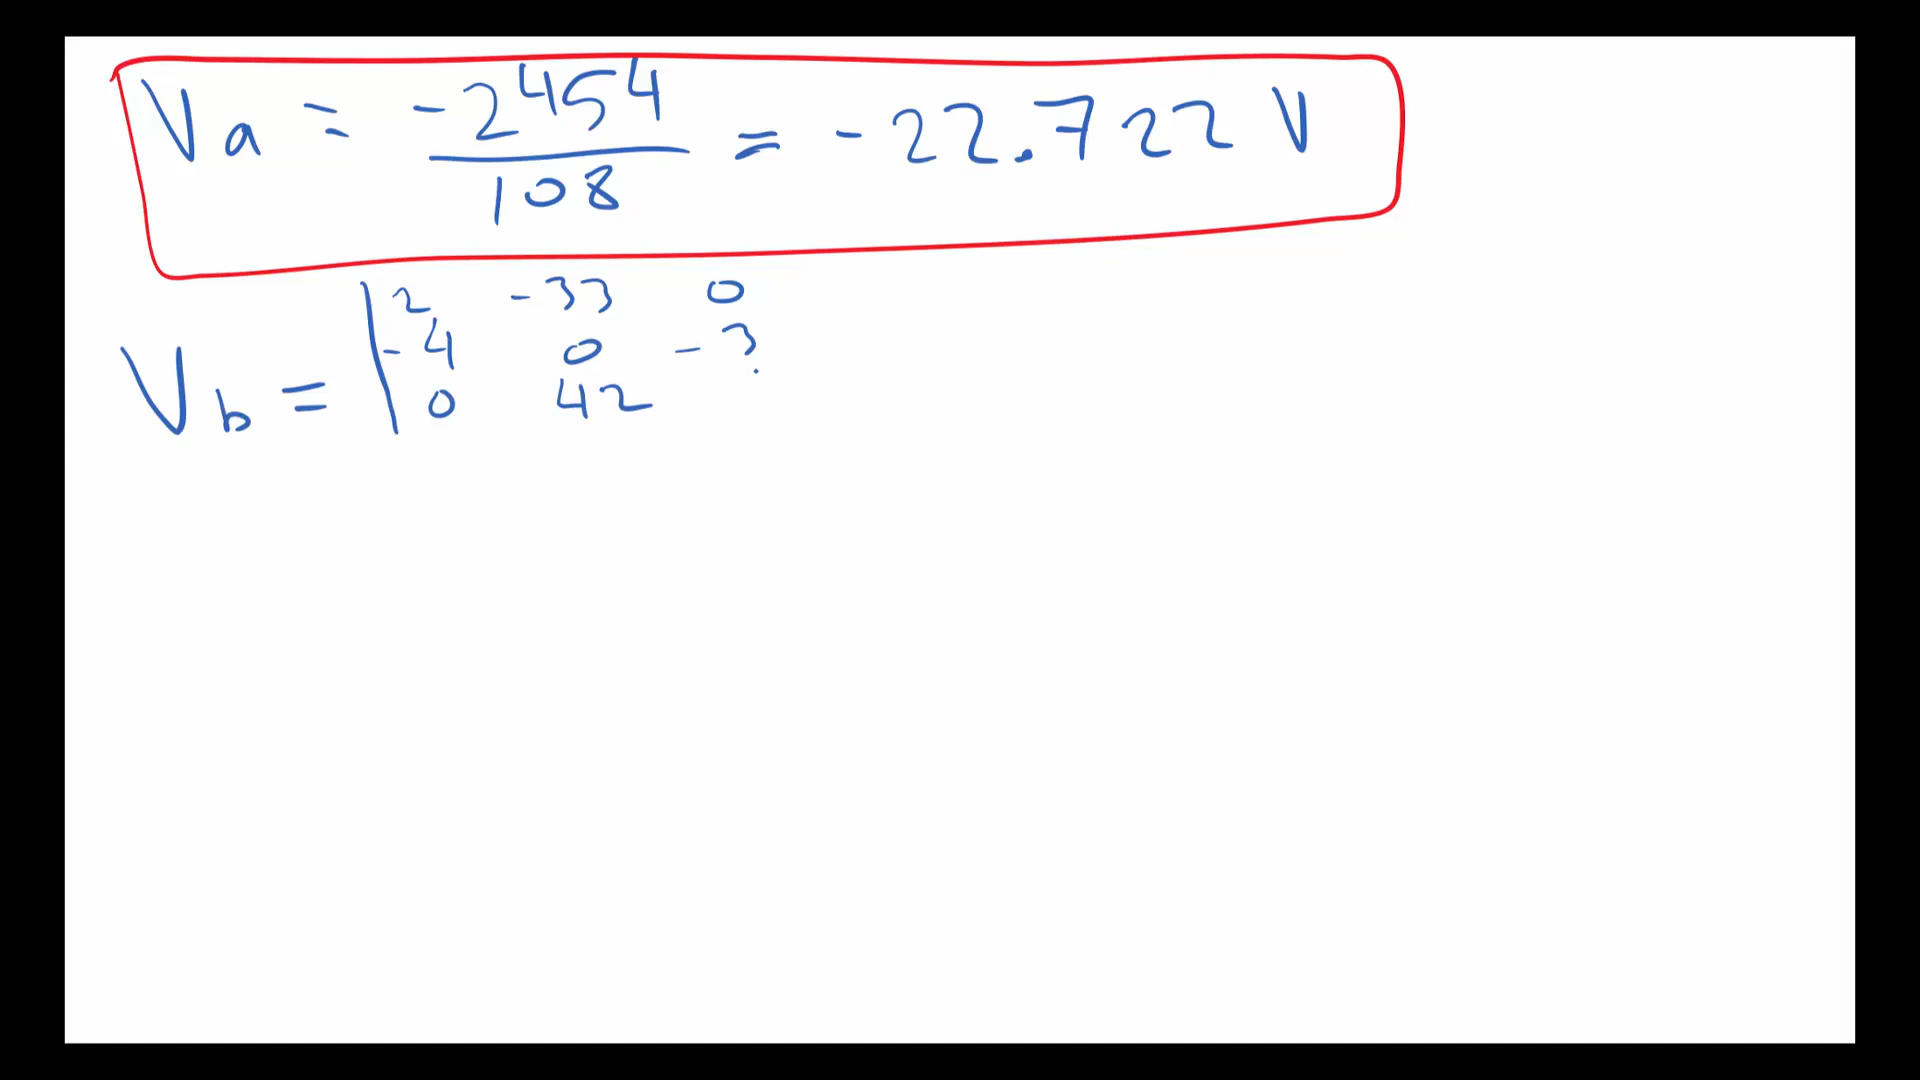 Va = -2454/108 = -22.722 V
2 -33 0
-4 0 -3
Vb = | 0 42